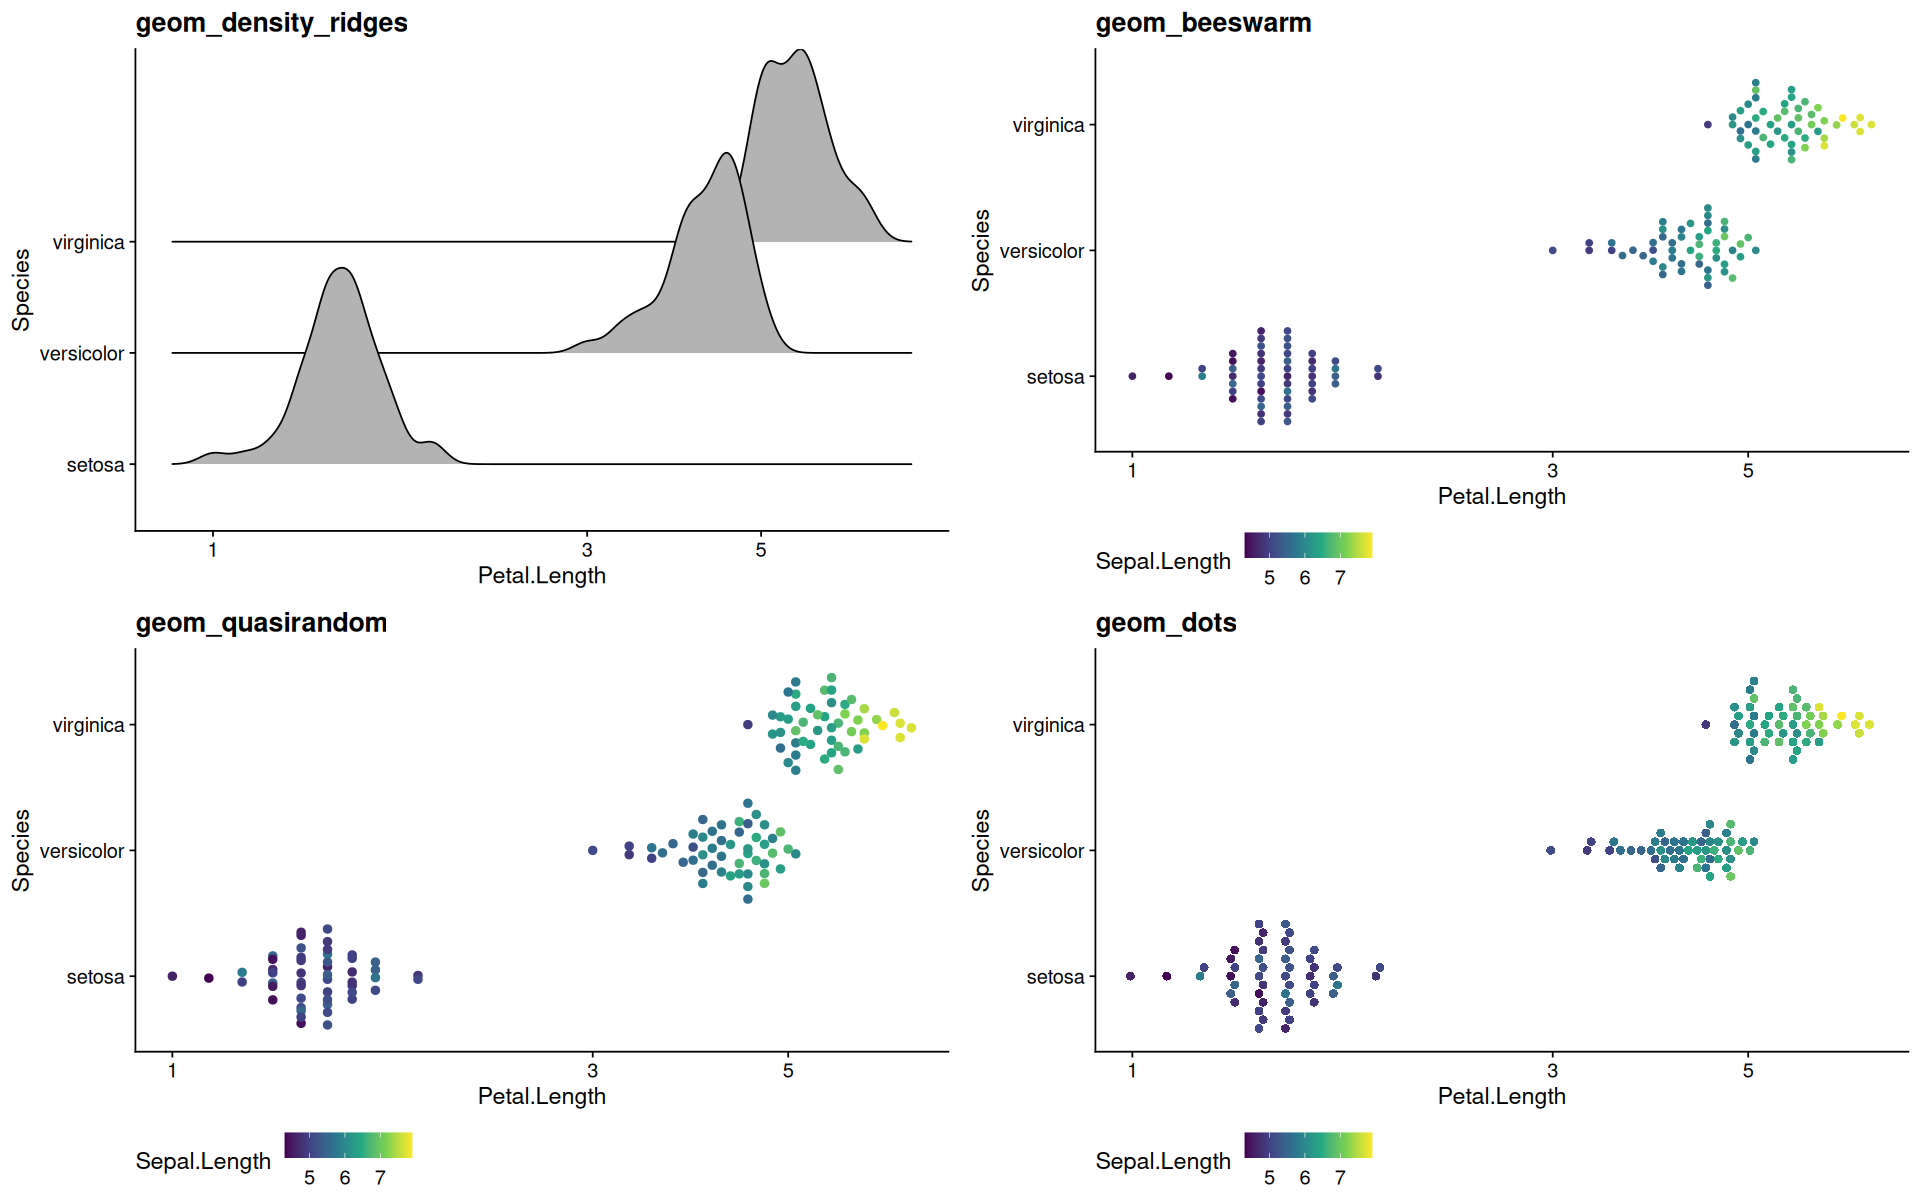 geom_density_ridges
Species
virginica
versicolor
setosa
1 3 5
Petal.Length
geom_beeswarm
Species
virginica
versicolor
setosa
1 3 5
Petal.Length
Sepal.Length
5 6 7
geom_quasirandom
Species
virginica
versicolor
setosa
1 3 5
Petal.Length
Sepal.Length
5 6 7
geom_dots
Species
virginica
versicolor
setosa
1 3 5
Petal.Length
Sepal.Length
5 6 7